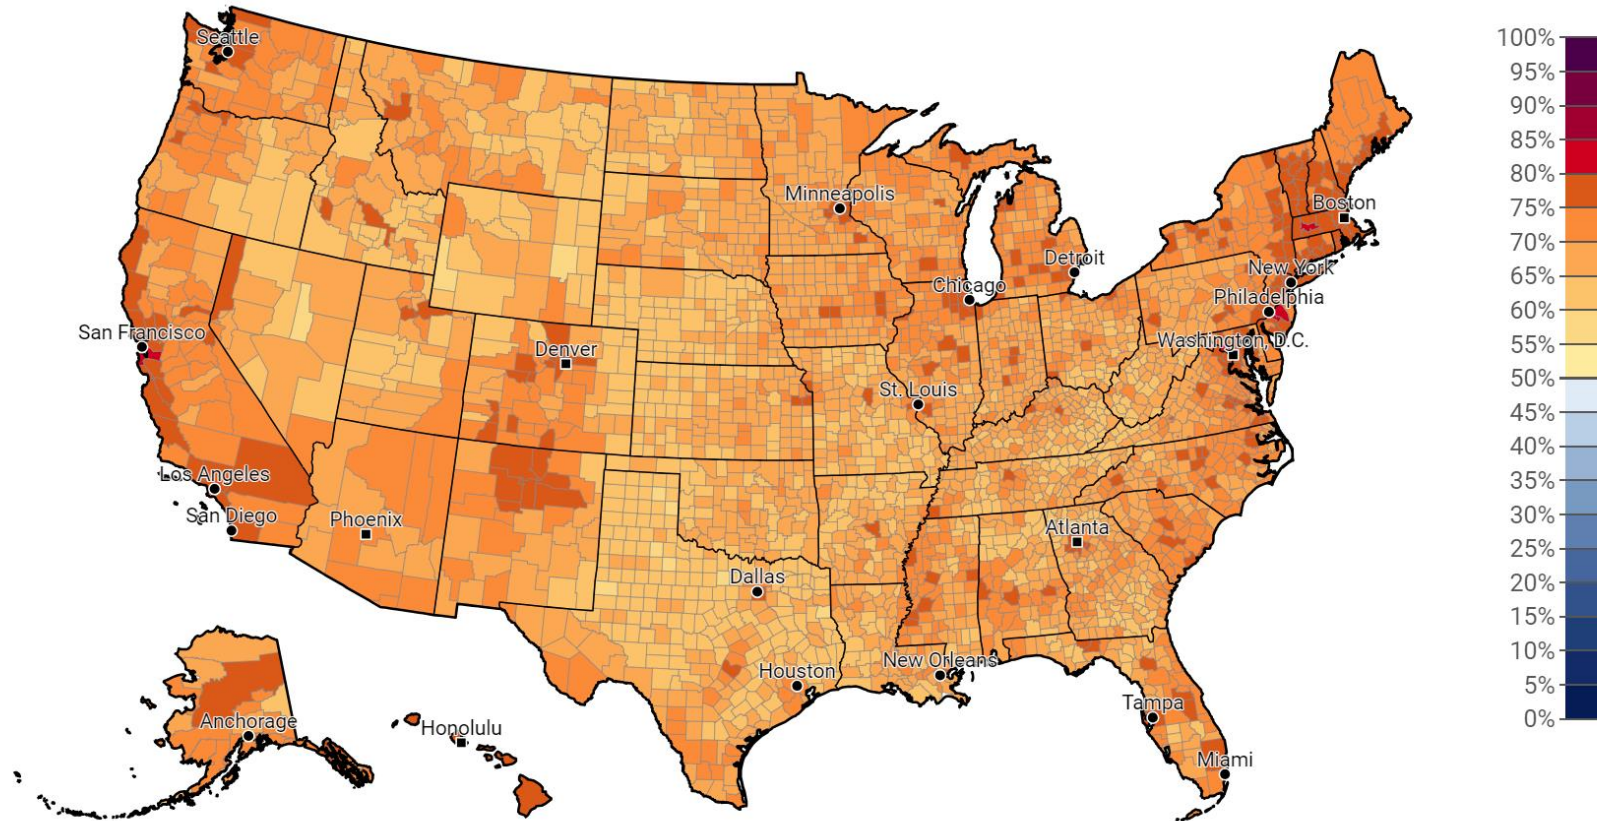 Seattle
Minneapolis
Boston
Detroit
New York
Chicago
Philadelphia
San Francisco
Washington, D.C.
Denver
St. Louis
Los Angeles
San Diego
Phoenix
Atlanta
Dallas
New Orleans
Houston
Tampa
Anchorage
Honolulu
Miami
100%
95%
90%
85%
80%
75%
70%
65%
60%
55%
50%
45%
40%
35%
30%
25%
20%
15%
10%
5%
0%